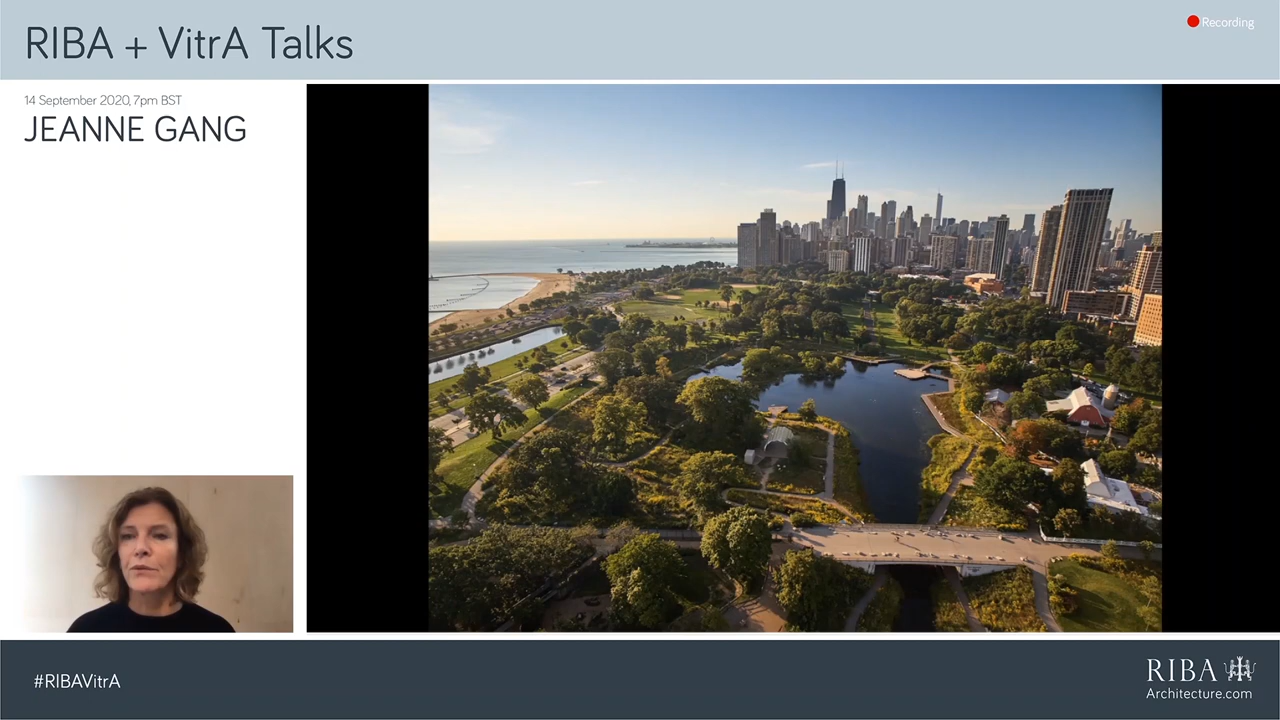 RIBA + VitrA Talks
Recording
14 September 2020, 7pm BST
JEANNE GANG
#RIBAVitrA
RIBA
Architecture.com